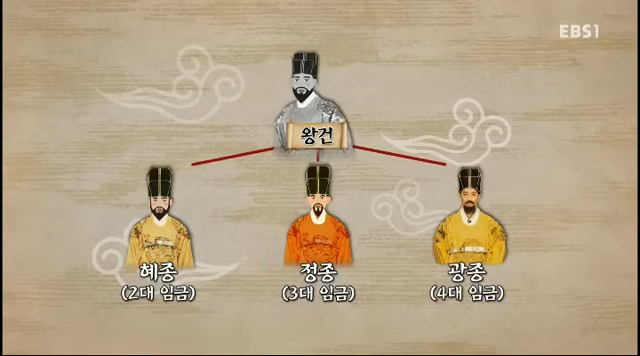 EBS1
왕건
혜종
(2대 임금)
정종
(3대 임금)
광종
(4대 임금)